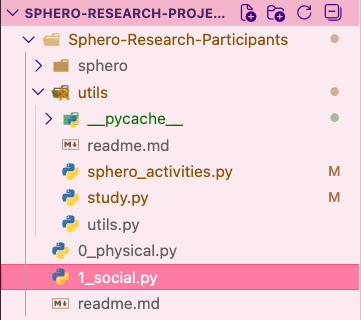 SPHERO-RESEARCH-PROJE...
Sphero-Research-Participants
sphero
utils
__pycache__
readme.md
sphero_activities.py M
study.py M
utils.py
0_physical.py
1_social.py
readme.md